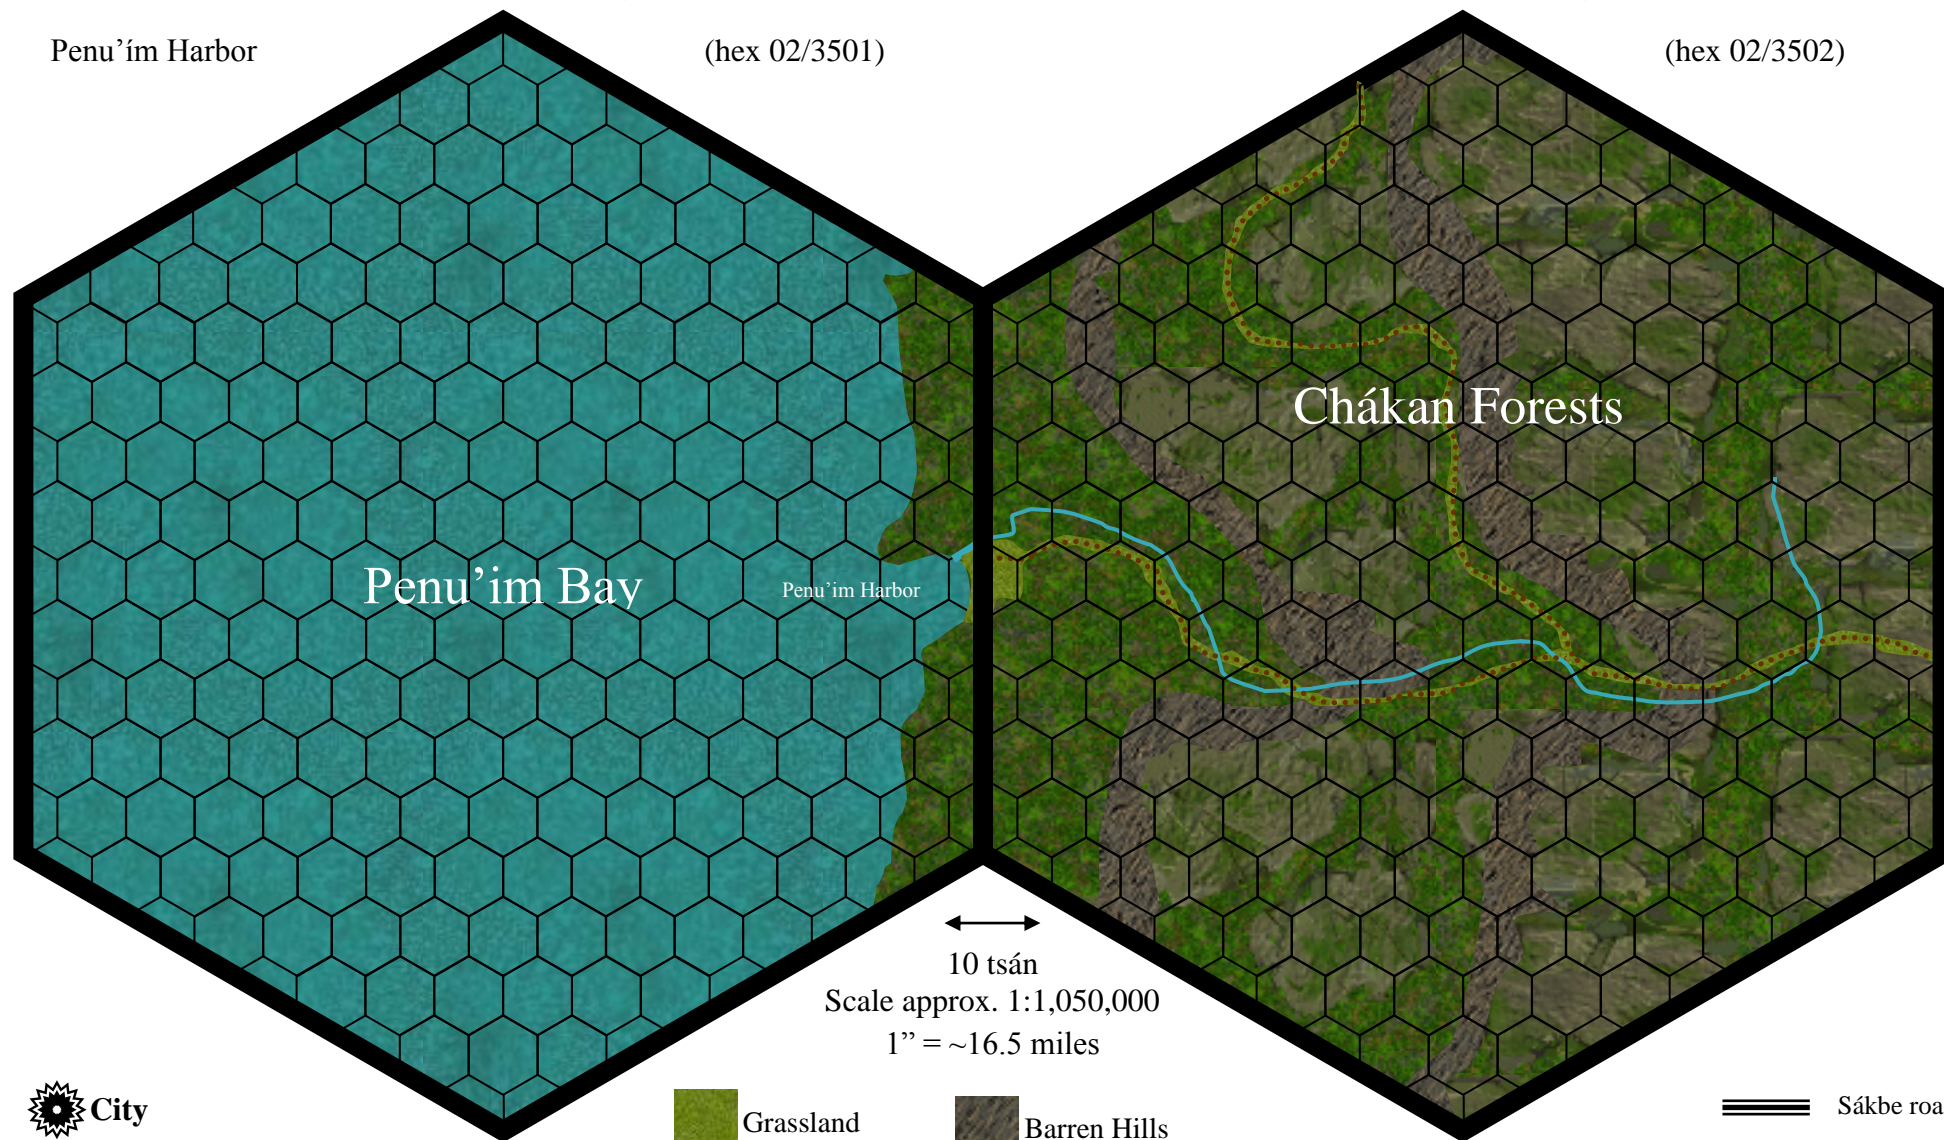 Penu’ím Harbor
(hex 02/3501)
(hex 02/3502)
Chákan Forests
Penu’im Bay
Penu’im Harbor
10 tsán
Scale approx. 1:1,050,000
1” = ~16.5 miles
City
Grassland
Barren Hills
Sákbe roa